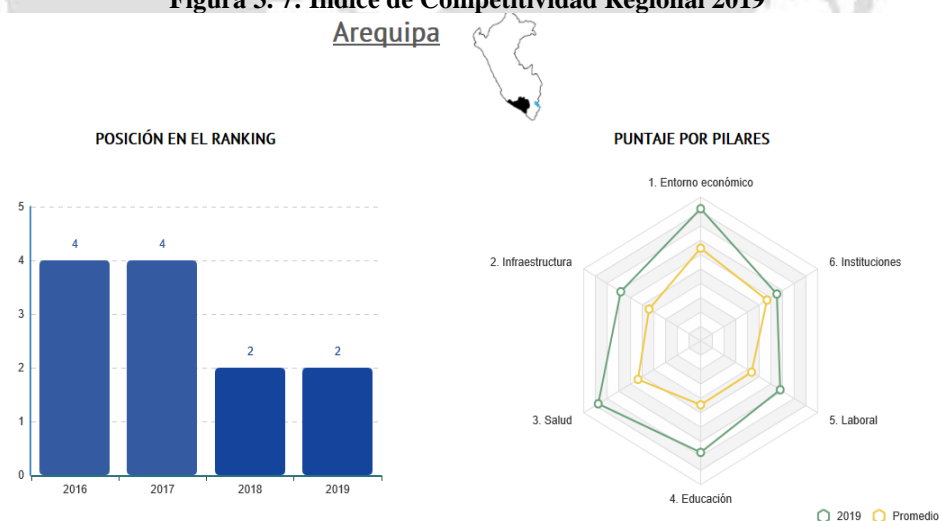 Figura 3. 7. Índice de Competitividad Regional 2019
Arequipa
POSICIÓN EN EL RANKING
5
4
3
2
1
0
4
4
2
2
2016
2017
2018
2019
PUNTAJE POR PILARES
1. Entorno económico
2. Infraestructura
6. Instituciones
3. Salud
5. Laboral
4. Educación
2019
Promedio